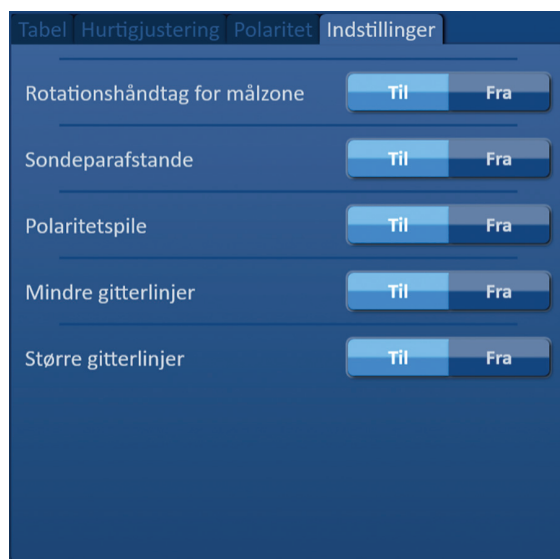 Tabel Hurtigjustering Polaritet Indstillinger
Rotationshåndtag for målzone Til Fra
Sondeparafstande Til Fra
Polaritetspile Til Fra
Mindre gitterlinjer Til Fra
Større gitterlinjer Til Fra